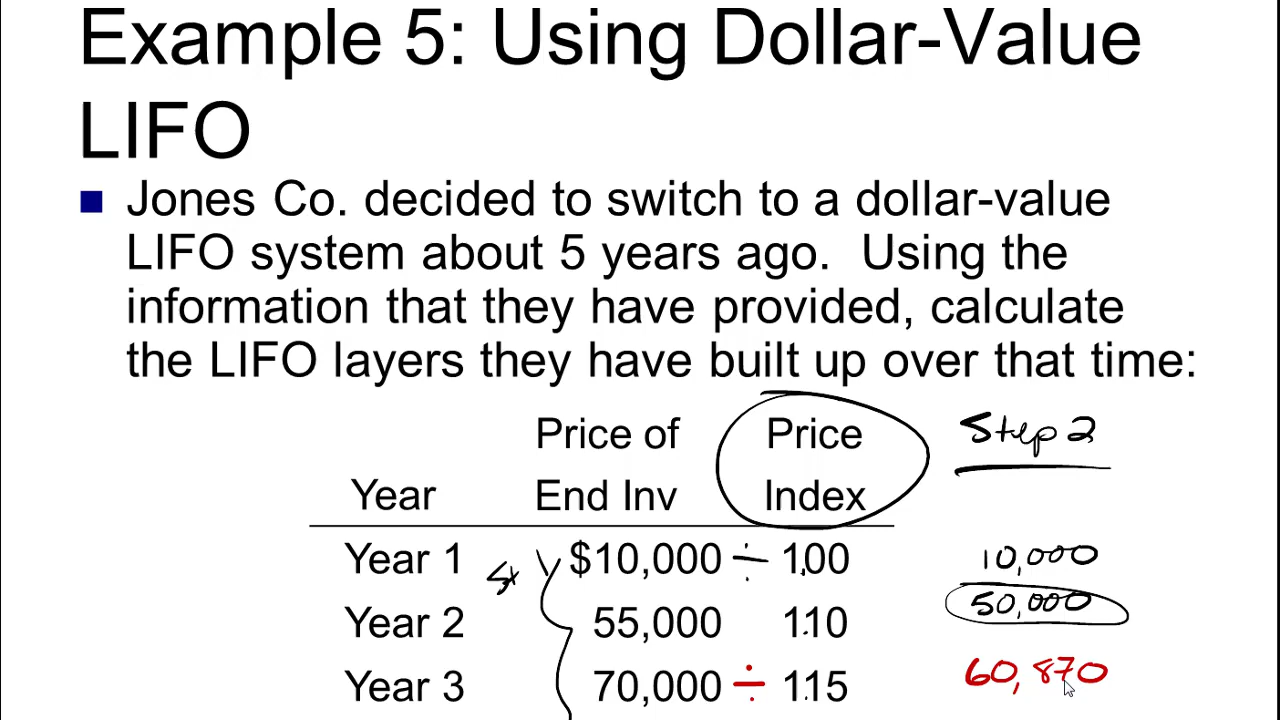 Example 5: Using Dollar-Value
LIFO
Jones Co. decided to switch to a dollar-value
LIFO system about 5 years ago. Using the
information that they have provided, calculate
the LIFO layers they have built up over that time:
Price of Price Step 2
Year End Inv Index
Year 1 $10,000 ÷ 1.00 10,000
Year 2 55,000 1.10 50,000
Year 3 70,000 ÷ 1.15 60,870